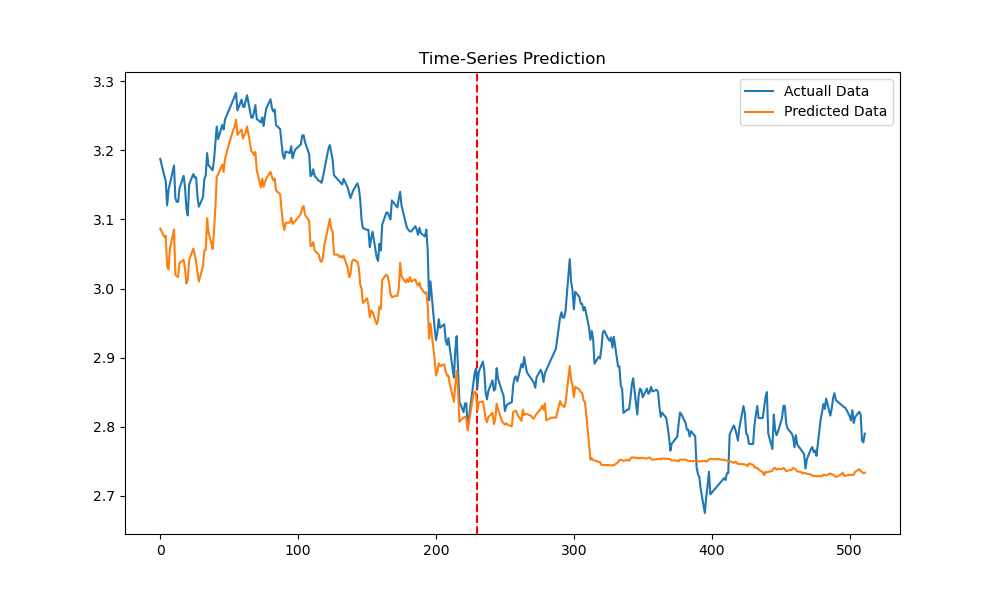 Time-Series Prediction
Actuall Data
Predicted Data
3.3
3.2
3.1
3.0
2.9
2.8
2.7
0 100 200 300 400 500